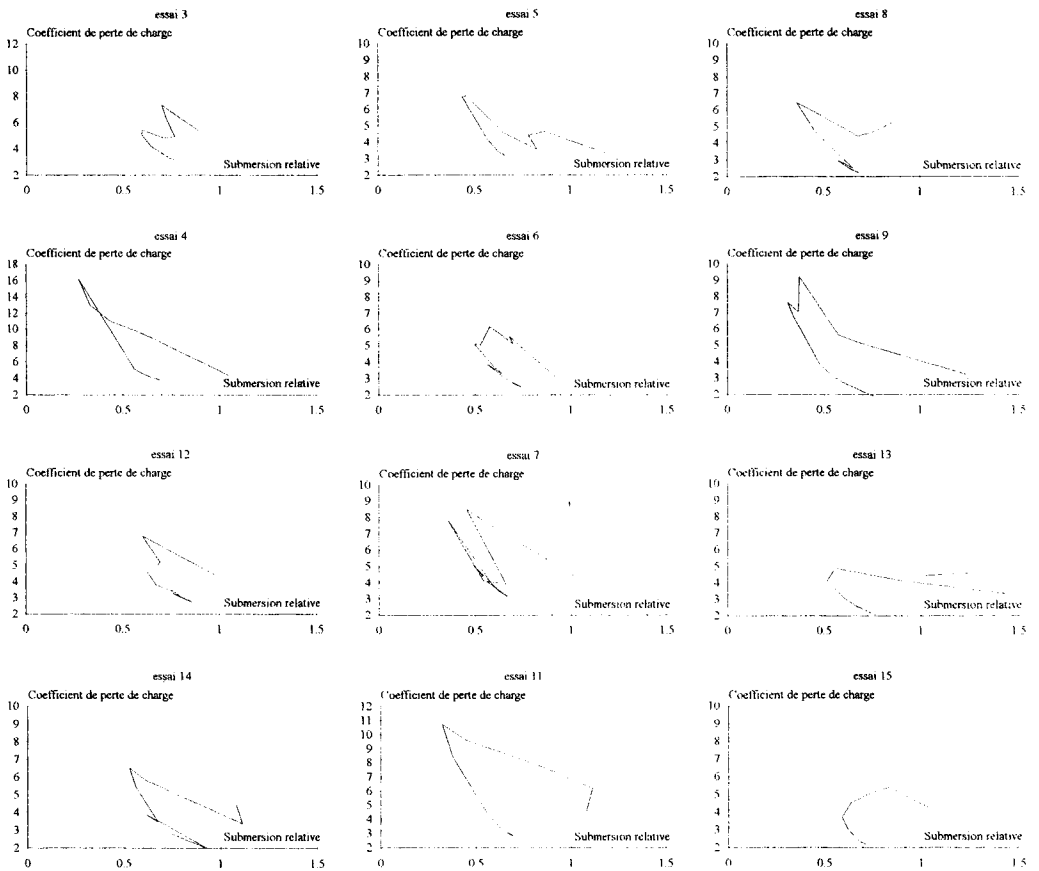 essai 3
Coefficient de perte de charge
12
10
8
6
4
2
Submersion relative
0 0.5 1 1.5
essai 5
Coefficient de perte de charge
10
9
8
7
6
5
4
3
2
Submersion relative
0 0.5 1 1.5
essai 8
Coefficient de perte de charge
10
9
8
7
6
5
4
3
2
Submersion relative
0 0.5 1 1.5
essai 4
Coefficient de perte de charge
18
16
14
12
10
8
6
4
2
Submersion relative
0 0.5 1 1.5
essai 6
Coefficient de perte de charge
10
9
8
7
6
5
4
3
2
Submersion relative
0 0.5 1 1.5
essai 9
Coefficient de perte de charge
10
9
8
7
6
5
4
3
2
Submersion relative
0 0.5 1 1.5
essai 12
Coefficient de perte de charge
10
9
8
7
6
5
4
3
2
Submersion relative
0 0.5 1 1.5
essai 7
Coefficient de perte de charge
10
9
8
7
6
5
4
3
2
Submersion relative
0 0.5 1 1.5
essai 13
Coefficient de perte de charge
10
9
8
7
6
5
4
3
2
Submersion relative
0 0.5 1 1.5
essai 14
Coefficient de perte de charge
10
9
8
7
6
5
4
3
2
Submersion relative
0 0.5 1 1.5
essai 11
Coefficient de perte de charge
12
11
10
9
8
7
6
5
4
3
2
Submersion relative
0 0.5 1 1.5
essai 15
Coefficient de perte de charge
10
9
8
7
6
5
4
3
2
Submersion relative
0 0.5 1 1.5